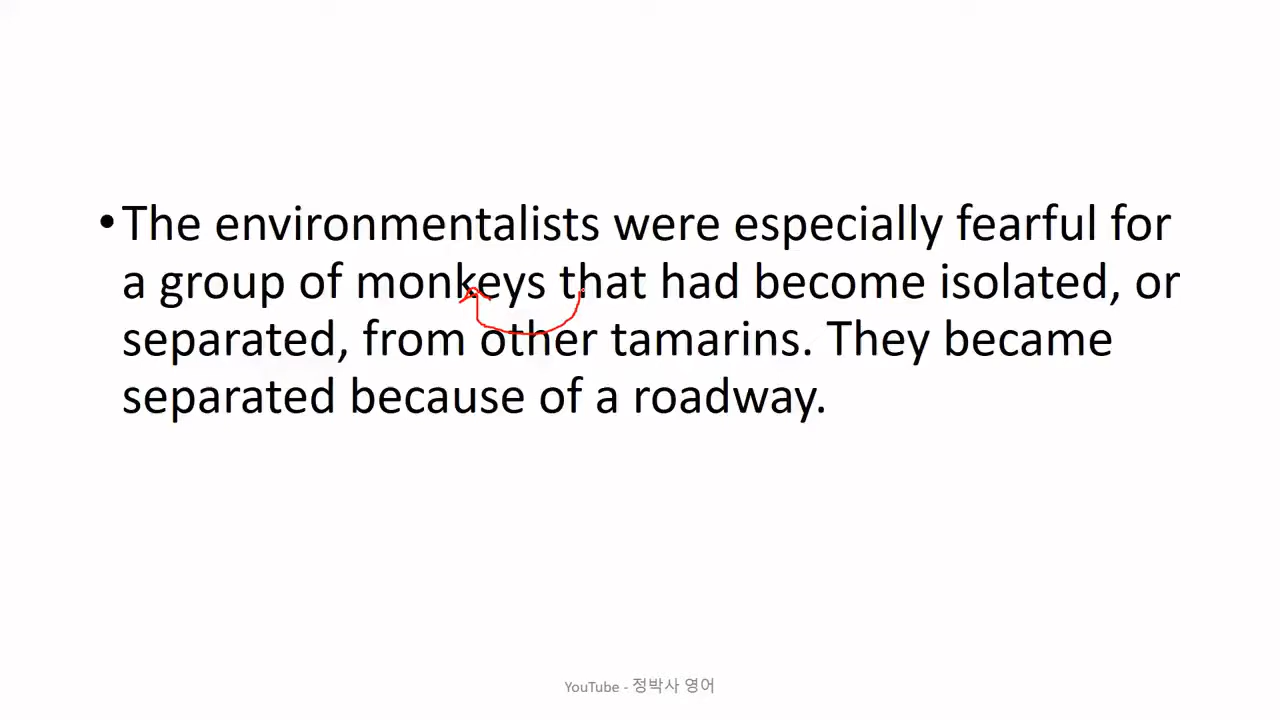 •The environmentalists were especially fearful for
a group of monkeys that had become isolated, or
separated, from other tamarins. They became
separated because of a roadway.
YouTube - 정박사 영어